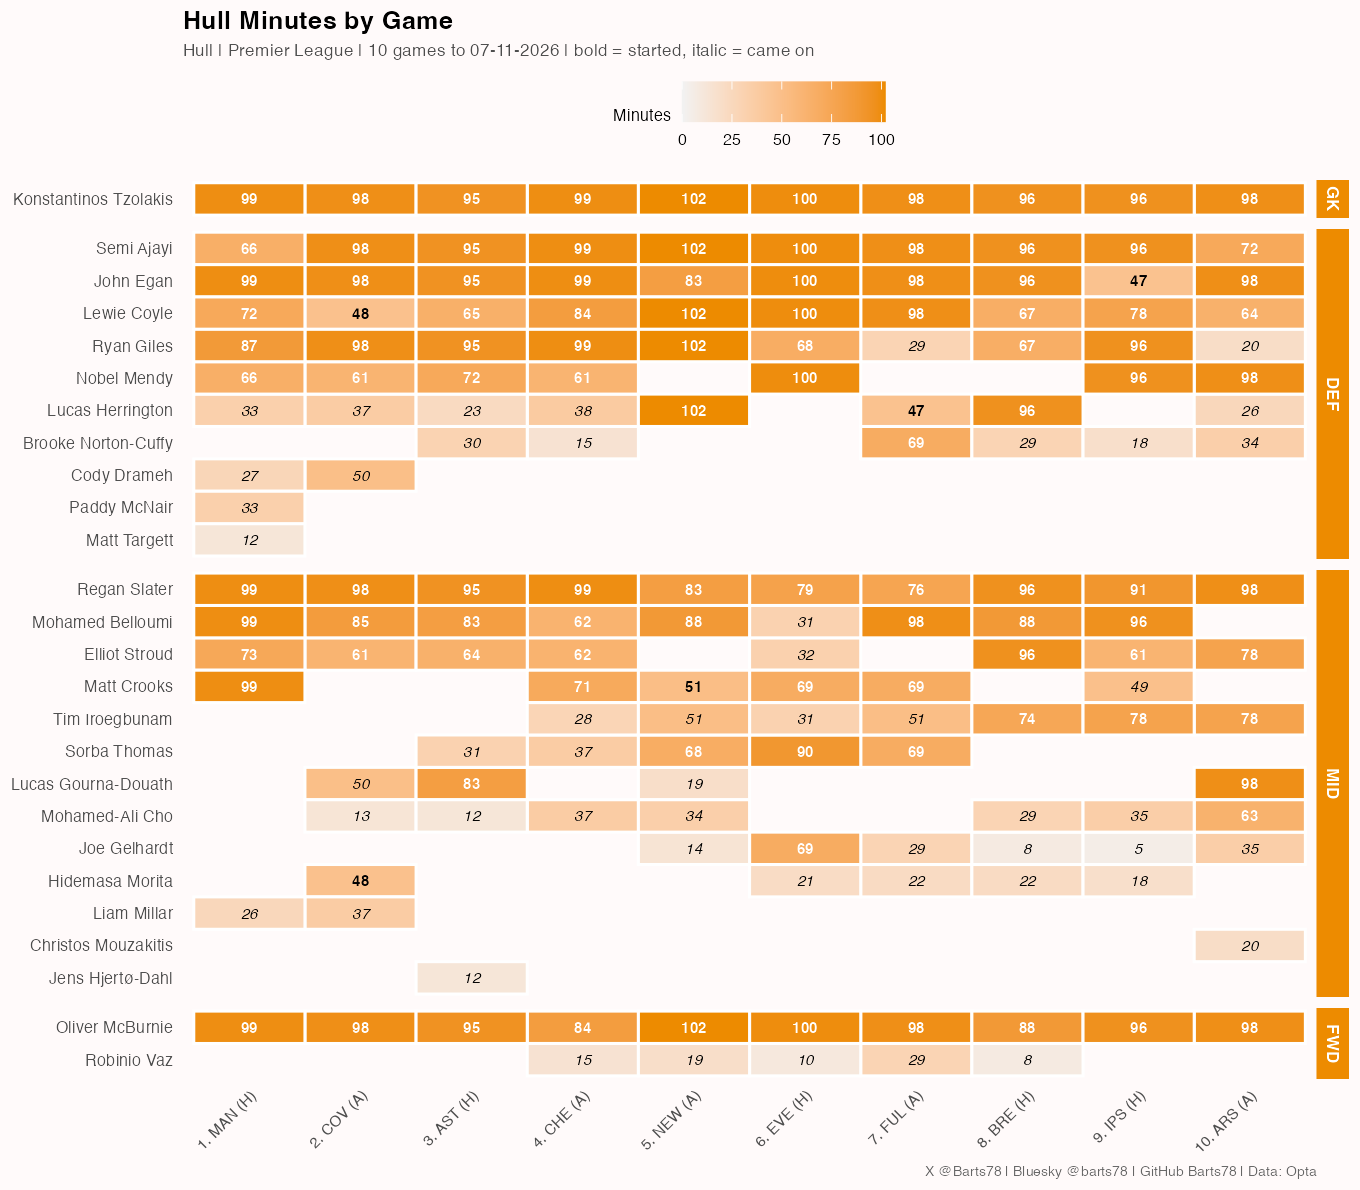 Hull Minutes by Game
Hull | Premier League | 10 games to 07-11-2026 | bold = started, italic = came on
Minutes
0 25 50 75 100
Konstantinos Tzolakis 99 98 95 99 102 100 98 96 96 98
GK
Semi Ajayi 66 98 95 99 102 100 98 96 96 72
John Egan 99 98 95 99 83 100 98 96 47 98
Lewie Coyle 72 48 65 84 102 100 98 67 78 64
Ryan Giles 87 98 95 99 102 68 29 67 96 20
Nobel Mendy 66 61 72 61 100 96 98
Lucas Herrington 33 37 23 38 102 47 96 26
Brooke Norton-Cuffy 30 15 69 29 18 34
Cody Drameh 27 50
Paddy McNair 33
Matt Targett 12
DEF
Regan Slater 99 98 95 99 83 79 76 96 91 98
Mohamed Belloumi 99 85 83 62 88 31 98 88 96
Elliot Stroud 73 61 64 62 32 96 61 78
Matt Crooks 99 71 51 69 69 49
Tim Iroegbunam 28 51 31 51 74 78 78
Sorba Thomas 31 37 68 90 69
Lucas Gourna-Douath 50 83 19 98
Mohamed-Ali Cho 13 12 37 34 29 35 63
Joe Gelhardt 14 69 29 8 5 35
Hidemasa Morita 48 21 22 22 18
Liam Millar 26 37
Christos Mouzakitis 20
Jens Hjertø-Dahl 12
MID
Oliver McBurnie 99 98 95 84 102 100 98 88 96 98
Robinio Vaz 15 19 10 29 8
FWD
1. MAN (H) 2. COV (A) 3. AST (H) 4. CHE (A) 5. NEW (A) 6. EVE (H) 7. FUL (A) 8. BRE (H) 9. IPS (H) 10. ARS (A)
X @Barts78 | Bluesky @barts78 | GitHub Barts78 | Data: Opta